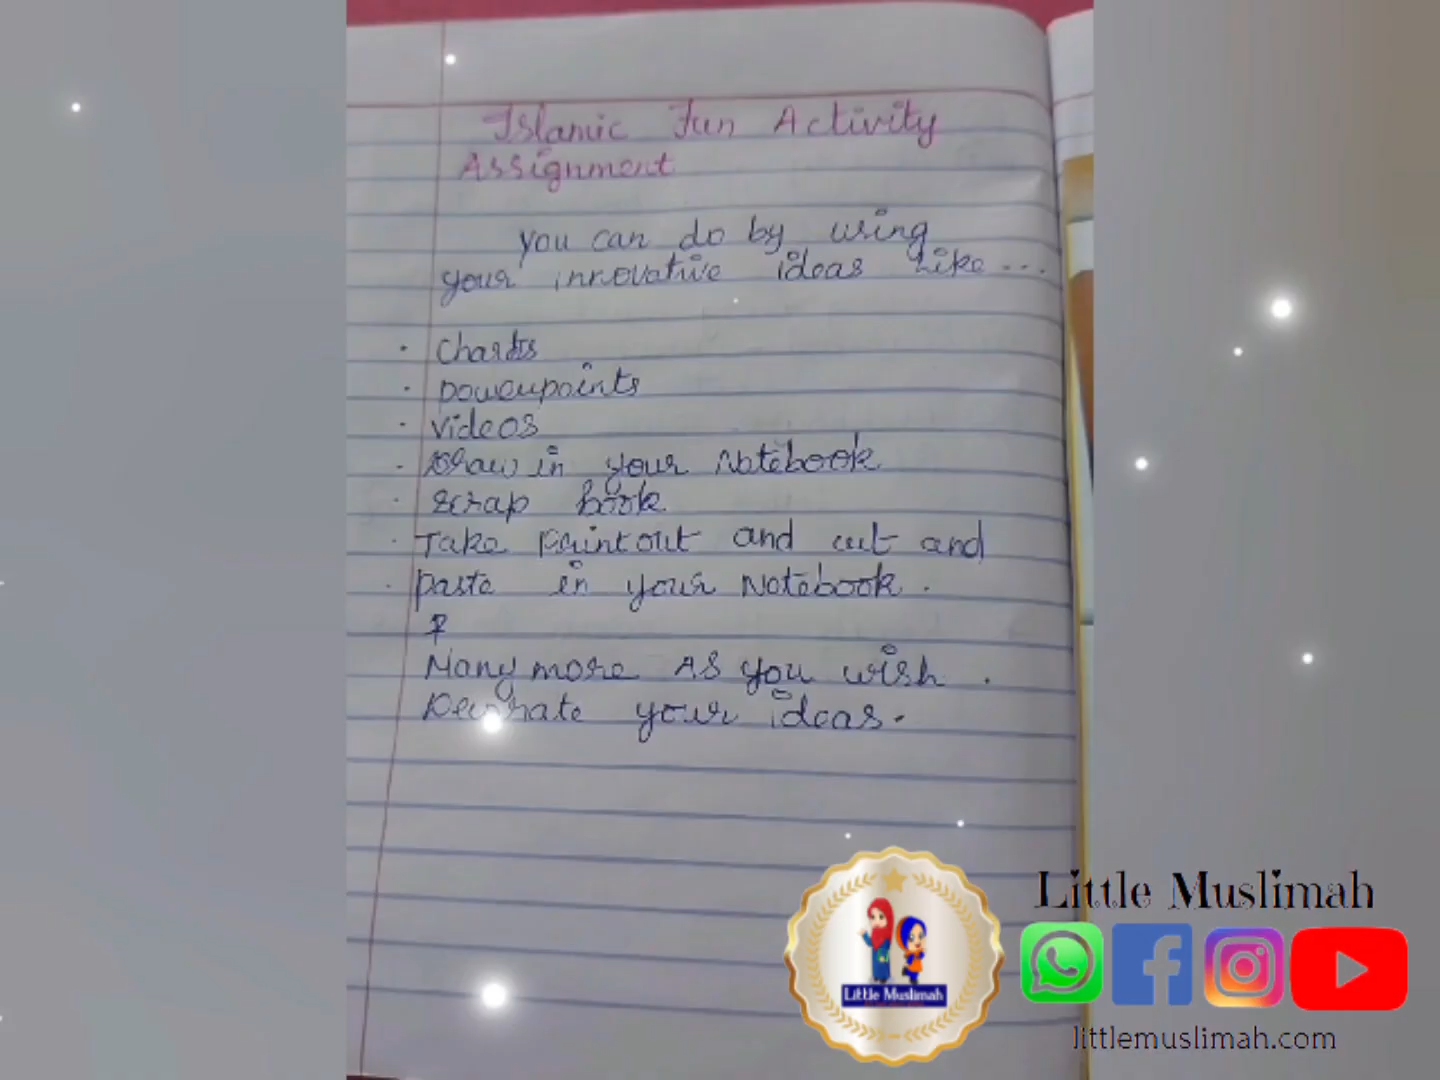 Islamic Fun Activity
Assignment
you can do by using
your innovative ideas like...
· Charts
· Powerpoints
· Videos
· Draw in your Notebook
· Scrap book
· Take Printout and cut and
· paste in your Notebook.
Many more As you wish.
Decorate your ideas.
Little Muslimah
Little Muslimah
littlemuslimah.com